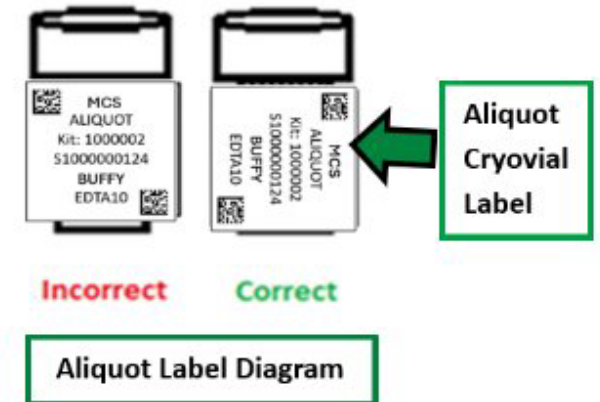 MCS
ALIQUOT
Kit: 1000002
S1000000124
BUFFY
EDTA10
MCS
ALIQUOT
Kit: 1000002
S1000000124
BUFFY
EDTA10
Aliquot
Cryovial
Label
Incorrect
Correct
Aliquot Label Diagram